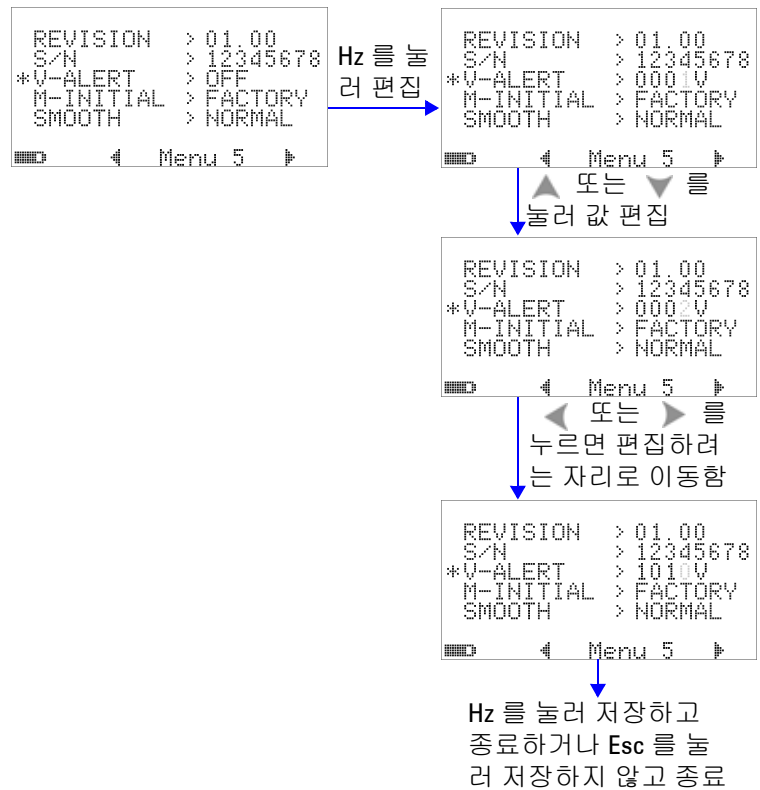 REVISION > 01.00
S/N > 12345678
*V-ALERT > OFF
M-INITIAL > FACTORY
SMOOTH > NORMAL
Menu 5
Hz 를 눌
러 편집
REVISION > 01.00
S/N > 12345678
*V-ALERT > 0001V
M-INITIAL > FACTORY
SMOOTH > NORMAL
Menu 5
또는 를
눌러 값 편집
REVISION > 01.00
S/N > 12345678
*V-ALERT > 0002V
M-INITIAL > FACTORY
SMOOTH > NORMAL
Menu 5
또는 를
누르면 편집하려
는 자리로 이동함
REVISION > 01.00
S/N > 12345678
*V-ALERT > 1010V
M-INITIAL > FACTORY
SMOOTH > NORMAL
Menu 5
Hz 를 눌러 저장하고
종료하거나 Esc 를 눌
러 저장하지 않고 종료